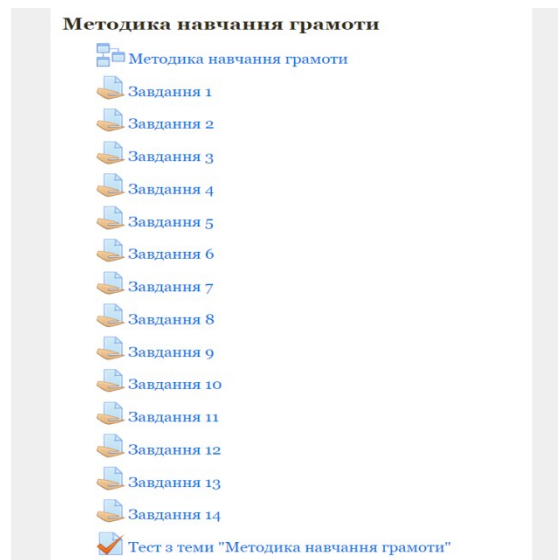 Методика навчання грамоти
Методика навчання грамоти
Завдання 1
Завдання 2
Завдання 3
Завдання 4
Завдання 5
Завдання 6
Завдання 7
Завдання 8
Завдання 9
Завдання 10
Завдання 11
Завдання 12
Завдання 13
Завдання 14
Тест з теми "Методика навчання грамоти"